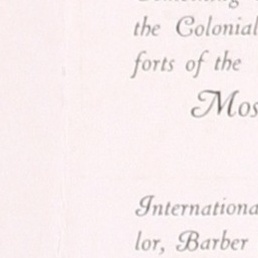 the Colonial
forts of the
Mos
Internationa
lor, Barber